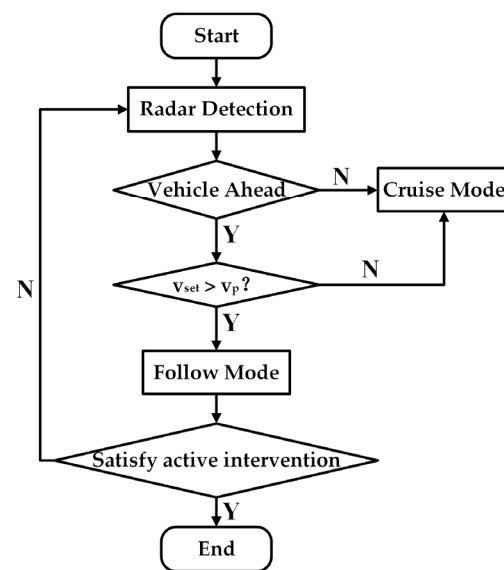 Start
Radar Detection
Vehicle Ahead
N
Cruise Mode
Y
vset > vp?
N
N
Y
Follow Mode
Satisfy active intervention
Y
End